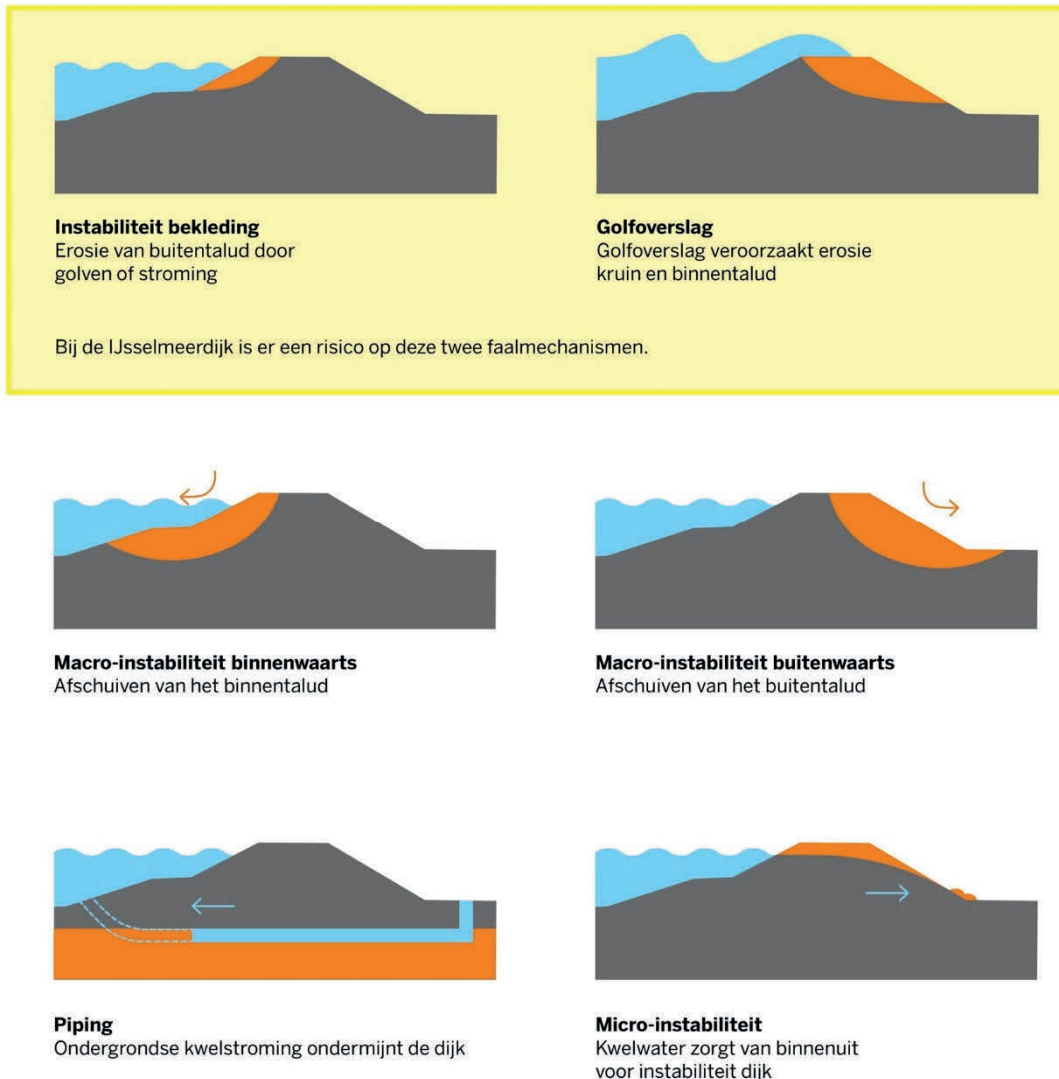 Instabiliteit bekleding
Erosie van buitentalud door
golven of stroming
Golfoverslag
Golfoverslag veroorzaakt erosie
kruin en binnentalud
Bij de IJsselmeerdijk is er een risico op deze twee faalmechanismen.
Macro-instabiliteit binnenwaarts
Afschuiven van het binnentalud
Macro-instabiliteit buitenwaarts
Afschuiven van het buitentalud
Piping
Ondergrondse kwelstroming ondermijnt de dijk
Micro-instabiliteit
Kwelwater zorgt van binnenuit
voor instabiliteit dijk